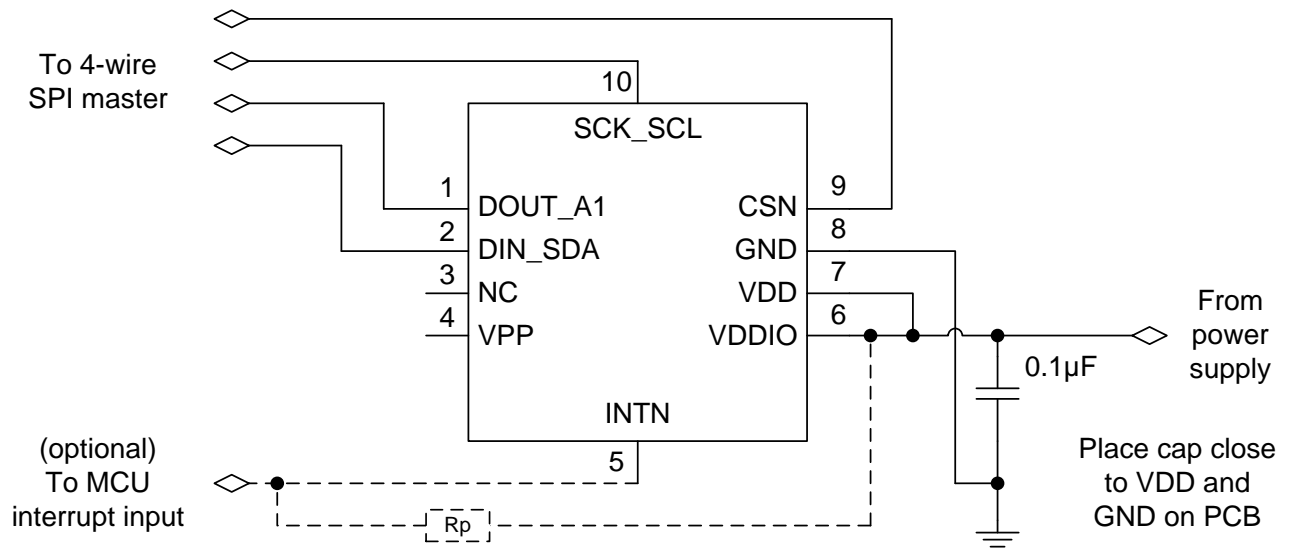 To 4-wire
SPI master
10
SCK_SCL
1
DOUT_A1
2
DIN_SDA
3
NC
4
VPP
9
CSN
8
GND
7
VDD
6
VDDIO
INTN
5
From
power
supply
0.1µF
(optional)
To MCU
interrupt input
Rp
Place cap close
to VDD and
GND on PCB